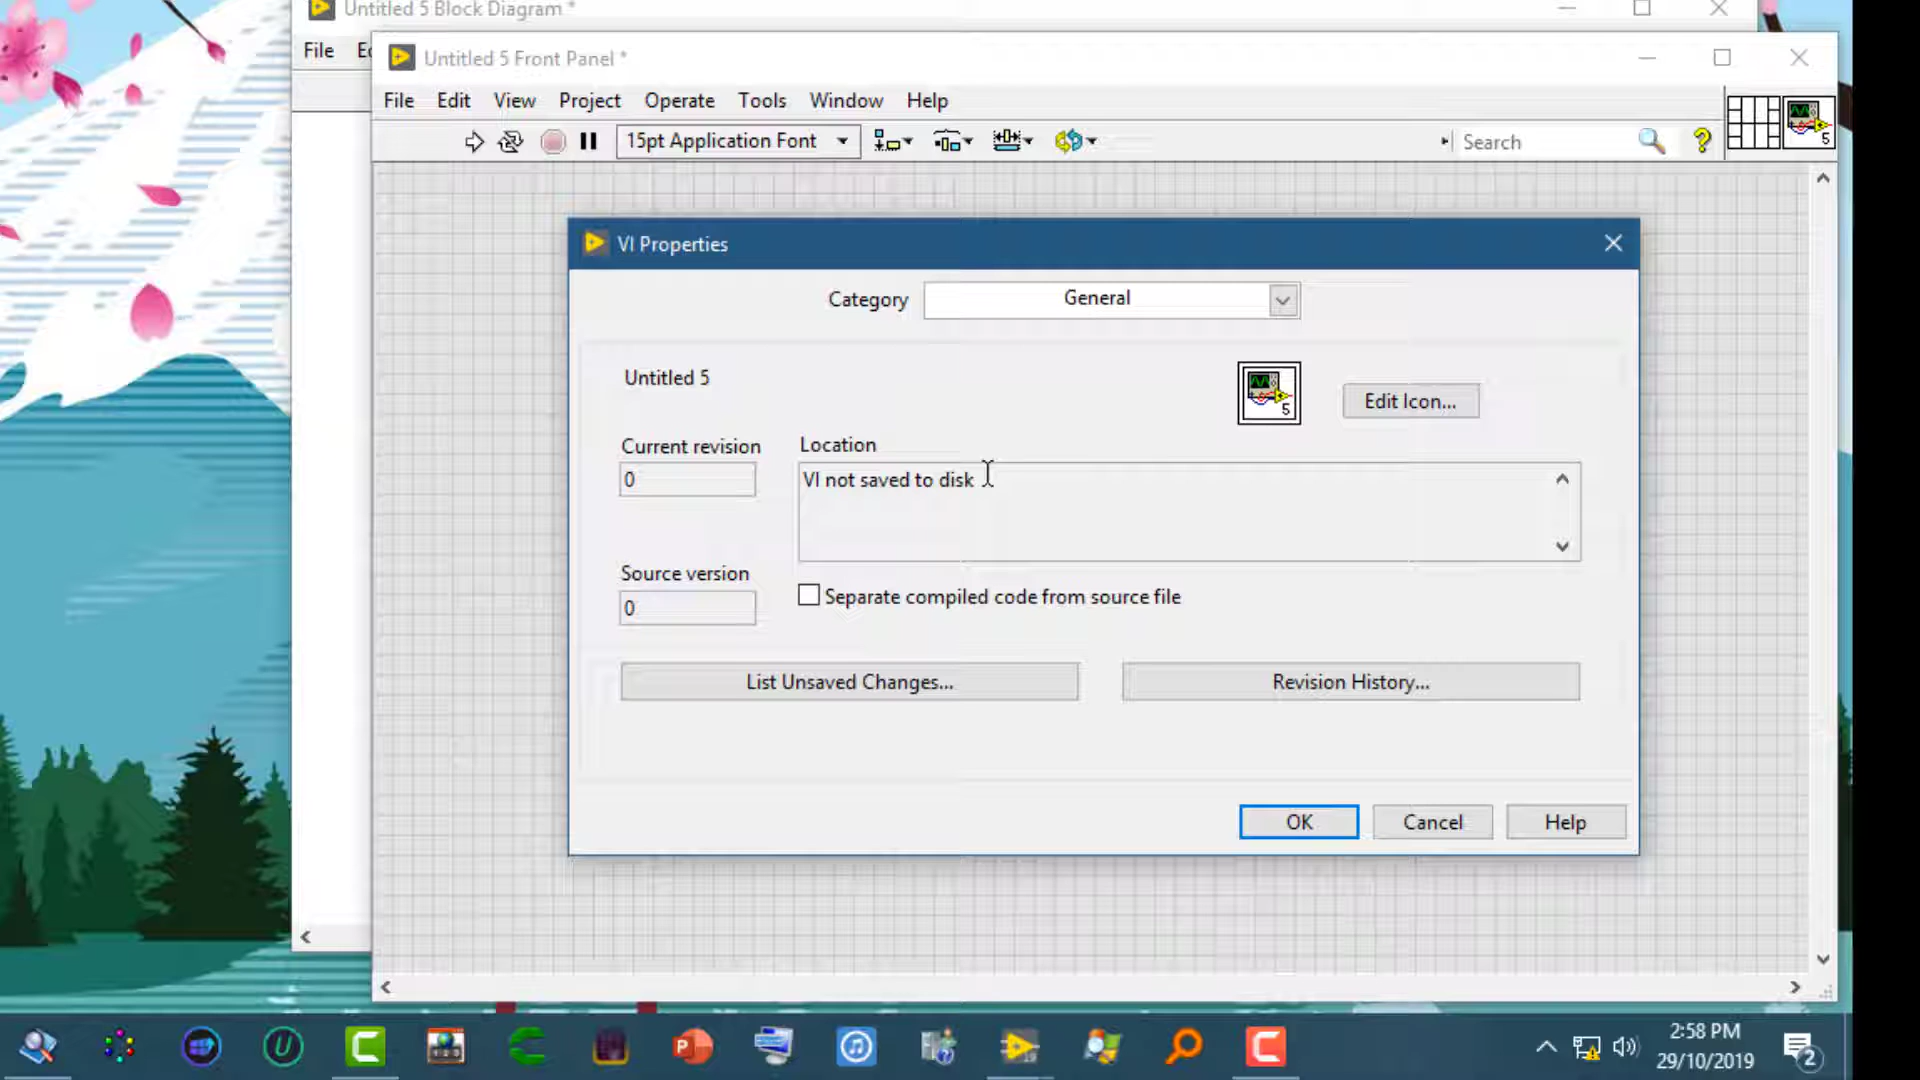 Untitled 5 Block Diagram *
File
Untitled 5 Front Panel *
File Edit View Project Operate Tools Window Help
15pt Application Font
Search
?
5
VI Properties
Category
General
Untitled 5
5
Edit Icon...
Current revision
Location
0
VI not saved to disk
Source version
0
Separate compiled code from source file
List Unsaved Changes...
Revision History...
OK
Cancel
Help
2:58 PM
29/10/2019
2